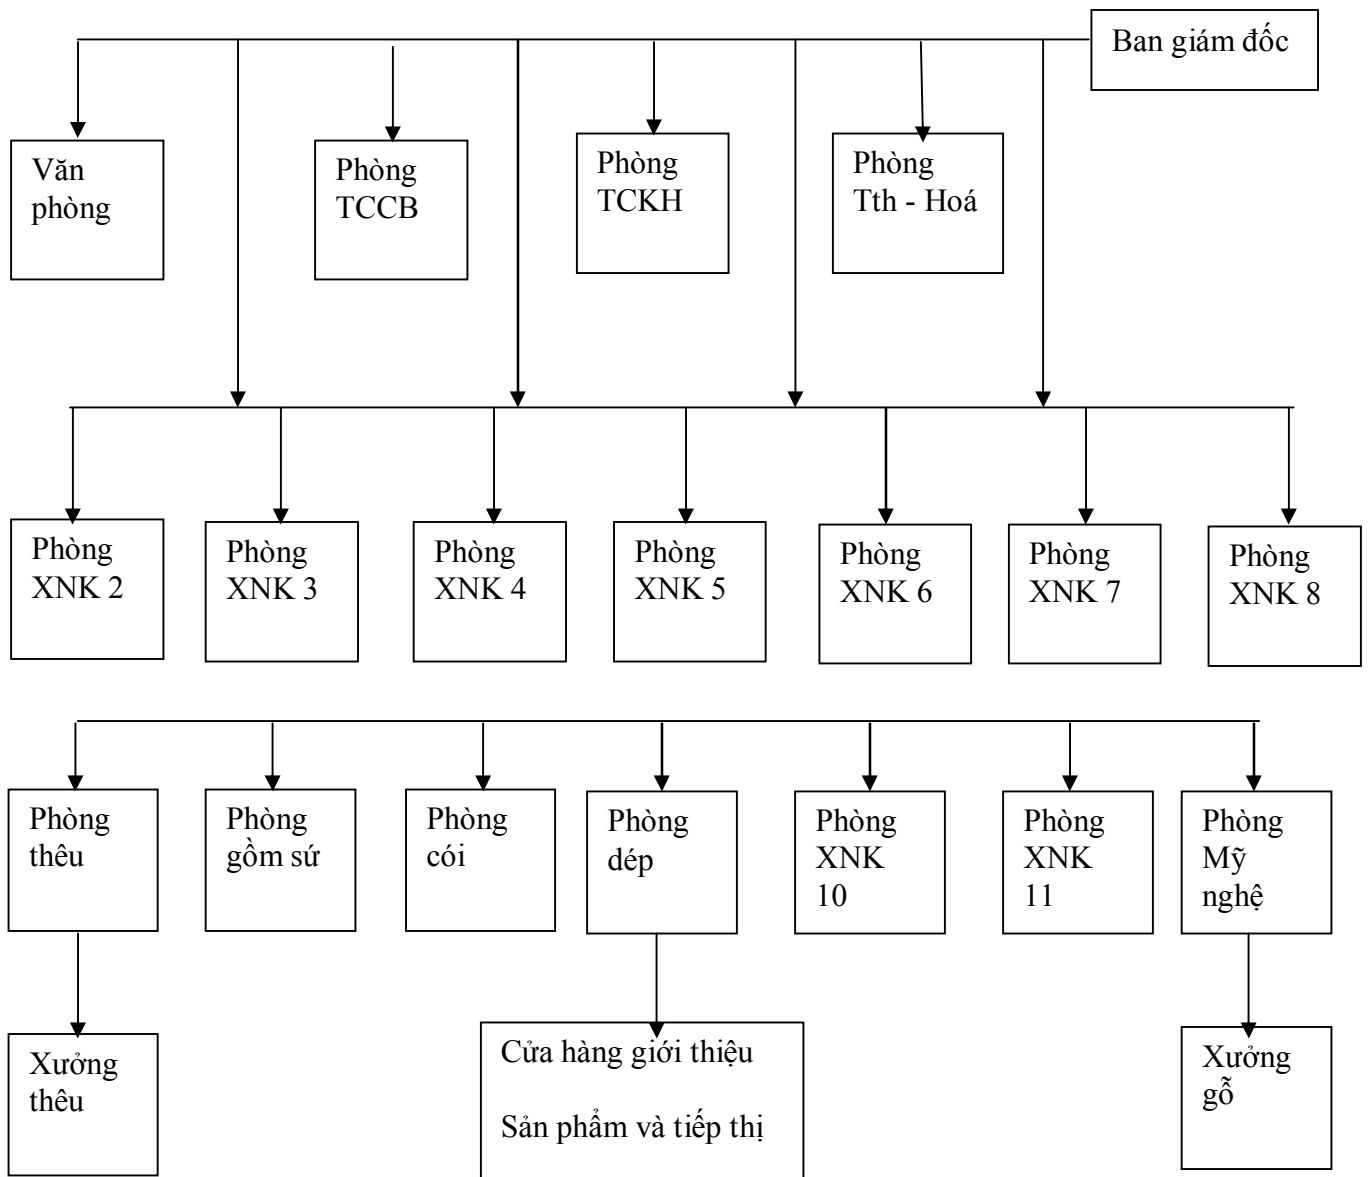 Ban giám đốc
Văn
phòng
Phòng
TCCB
Phòng
TCKH
Phòng
Tth - Hoá
Phòng
XNK 2
Phòng
XNK 3
Phòng
XNK 4
Phòng
XNK 5
Phòng
XNK 6
Phòng
XNK 7
Phòng
XNK 8
Phòng
thêu
Phòng
gồm sứ
Phòng
cói
Phòng
dép
Phòng
XNK
10
Phòng
XNK
11
Phòng
Mỹ
nghệ
Xưởng
thêu
Cửa hàng giới thiệu
Sản phẩm và tiếp thị
Xưởng
gỗ